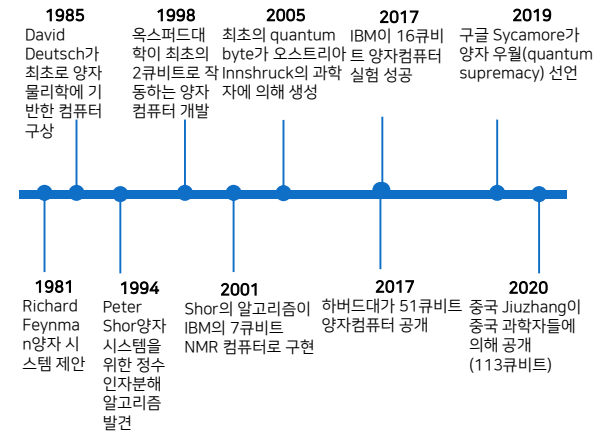 1985
David
Deutsch가
최초로 양자
물리학에 기
반한 컴퓨터
구상
1998
옥스퍼드대
학이 최초의
2큐비트로 작
동하는 양자
컴퓨터 개발
2005
최초의 quantum
byte가 오스트리아
Innshruck의 과학
자에 의해 생성
2017
IBM이 16큐비
트 양자컴퓨터
실험 성공
2019
구글 Sycamore가
양자 우월(quantum
supremacy) 선언
1981
Richard
Feynma
n양자 시
스템 제안
1994
Peter
Shor양자
시스템을
위한 정수
인자분해
알고리즘
발견
2001
Shor의 알고리즘이
IBM의 7큐비트
NMR 컴퓨터로 구현
2017
하버드대가 51큐비트
양자컴퓨터 공개
2020
중국 Jiuzhang이
중국 과학자들에
의해 공개
(113큐비트)